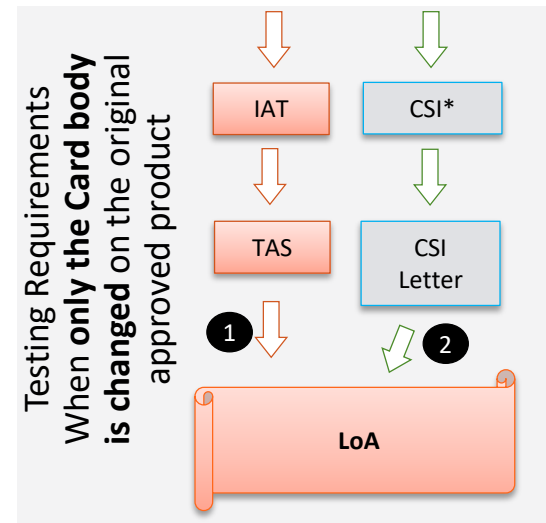 Testing Requirements
When only the Card body
is changed on the original
approved product
IAT
CSI*
TAS
CSI
Letter
1
2
LoA